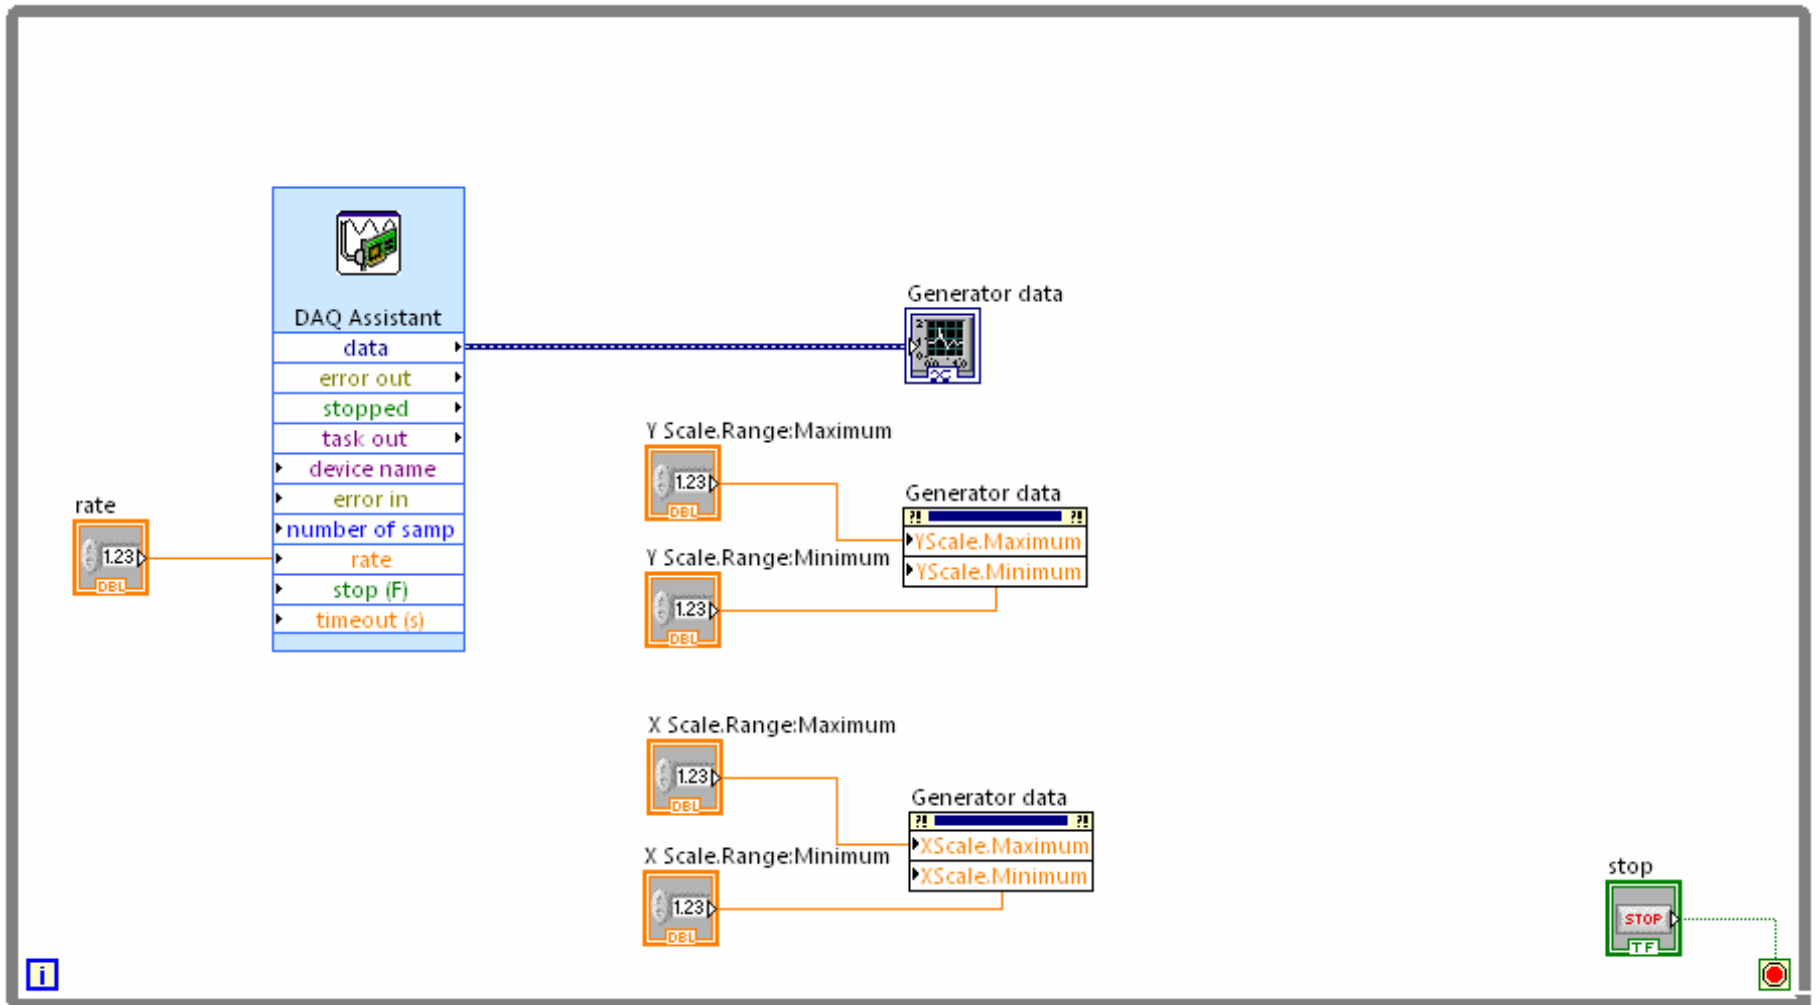 DAQ Assistant
data
error out
stopped
task out
device name
error in
number of samp
rate
stop (F)
timeout (s)
rate
1.23
DBL
Generator data
Y Scale.Range:Maximum
1.23
DBL
Y Scale.Range:Minimum
1.23
DBL
Generator data
?! ?!
YScale.Maximum
YScale.Minimum
X Scale.Range:Maximum
1.23
DBL
X Scale.Range:Minimum
1.23
DBL
Generator data
?! ?!
XScale.Maximum
XScale.Minimum
stop
STOP
TF
i